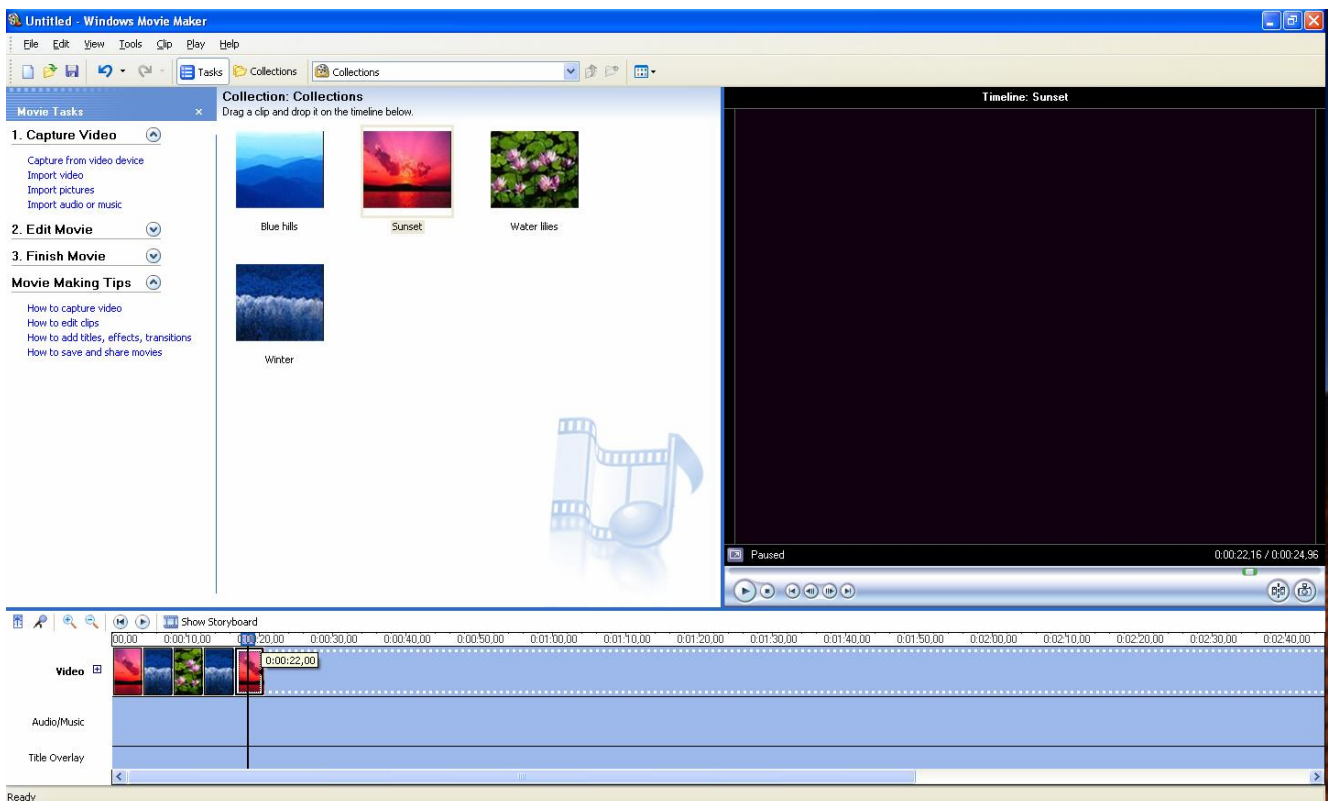 Untitled - Windows Movie Maker
File Edit View Tools Clip Play Help
Tasks Collections Collections
Movie Tasks ×
1. Capture Video
Capture from video device
Import video
Import pictures
Import audio or music
2. Edit Movie
3. Finish Movie
Movie Making Tips
How to capture video
How to edit clips
How to add titles, effects, transitions
How to save and share movies
Collection: Collections
Drag a clip and drop it on the timeline below.
Blue hills Sunset Water lilies
Winter
Timeline: Sunset
Paused 0:00:22,16 / 0:00:24,96
Show Storyboard
00,00 0:00:10,00 0:00:20,00 0:00:30,00 0:00:40,00 0:00:50,00 0:01:00,00 0:01:10,00 0:01:20,00 0:01:30,00 0:01:40,00 0:01:50,00 0:02:00,00 0:02:10,00 0:02:20,00 0:02:30,00 0:02:40,00
Video 0:00:22,00
Audio/Music
Title Overlay
Ready